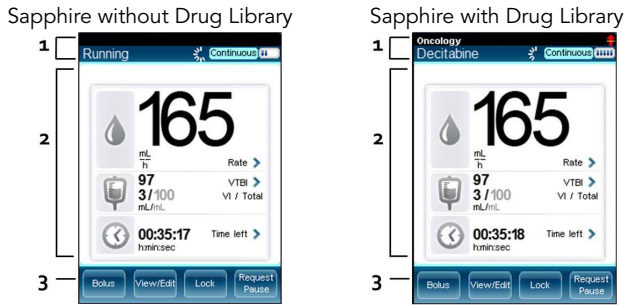 Sapphire without Drug Library
1
Running
Continuous
2
165
mL
h
Rate
97
VTBI
3/100
VI / Total
mL/mL
00:35:17
Time left
h:min:sec
3
Bolus
View/Edit
Lock
Request
Pause
Sapphire with Drug Library
1
Oncology
Decitabine
Continuous
2
165
mL
h
Rate
97
VTBI
3/100
VI / Total
mL/mL
00:35:18
Time left
h:min:sec
3
Bolus
View/Edit
Lock
Request
Pause